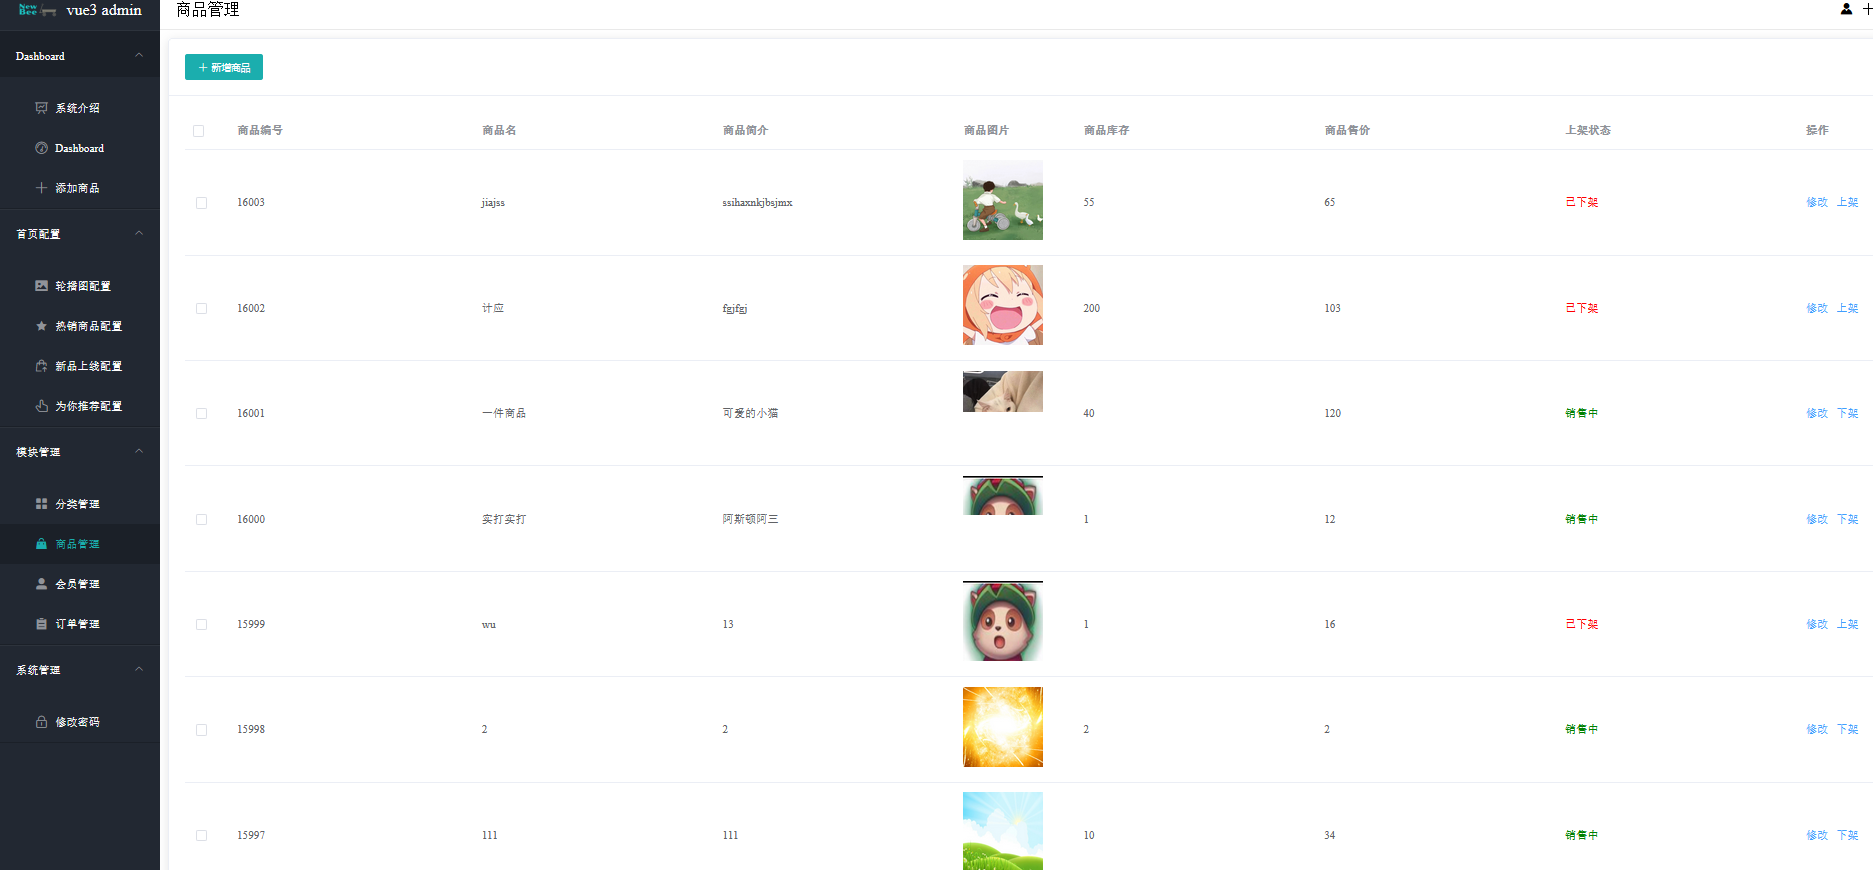 New Bee vue3 admin
商品管理
Dashboard
系统介绍
Dashboard
添加商品
首页配置
轮播图配置
热销商品配置
新品上线配置
为你推荐配置
模块管理
分类管理
商品管理
会员管理
订单管理
系统管理
修改密码
+ 新增商品
商品编号 商品名 商品简介 商品图片 商品库存 商品售价 上架状态 操作
16003 jiajss ssihaxnkjbsjmx 55 65 已下架 修改 上架
16002 计应 fgjfgj 200 103 已下架 修改 上架
16001 一件商品 可爱的小猫 40 120 销售中 修改 下架
16000 实打实打 阿斯顿阿三 1 12 销售中 修改 下架
15999 wu 13 1 16 已下架 修改 上架
15998 2 2 2 2 销售中 修改 下架
15997 111 111 10 34 销售中 修改 下架